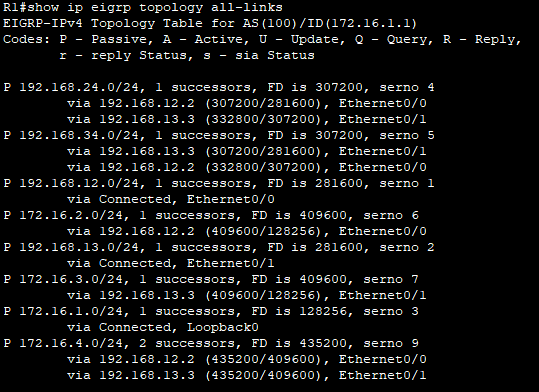 R1#show ip eigrp topology all-links
EIGRP-IPv4 Topology Table for AS(100)/ID(172.16.1.1)
Codes: P - Passive, A - Active, U - Update, Q - Query, R - Reply,
       r - reply Status, s - sia Status

P 192.168.24.0/24, 1 successors, FD is 307200, serno 4
        via 192.168.12.2 (307200/281600), Ethernet0/0
        via 192.168.13.3 (332800/307200), Ethernet0/1
P 192.168.34.0/24, 1 successors, FD is 307200, serno 5
        via 192.168.13.3 (307200/281600), Ethernet0/1
        via 192.168.12.2 (332800/307200), Ethernet0/0
P 192.168.12.0/24, 1 successors, FD is 281600, serno 1
        via Connected, Ethernet0/0
P 172.16.2.0/24, 1 successors, FD is 409600, serno 6
        via 192.168.12.2 (409600/128256), Ethernet0/0
P 192.168.13.0/24, 1 successors, FD is 281600, serno 2
        via Connected, Ethernet0/1
P 172.16.3.0/24, 1 successors, FD is 409600, serno 7
        via 192.168.13.3 (409600/128256), Ethernet0/1
P 172.16.1.0/24, 1 successors, FD is 128256, serno 3
        via Connected, Loopback0
P 172.16.4.0/24, 2 successors, FD is 435200, serno 9
        via 192.168.12.2 (435200/409600), Ethernet0/0
        via 192.168.13.3 (435200/409600), Ethernet0/1